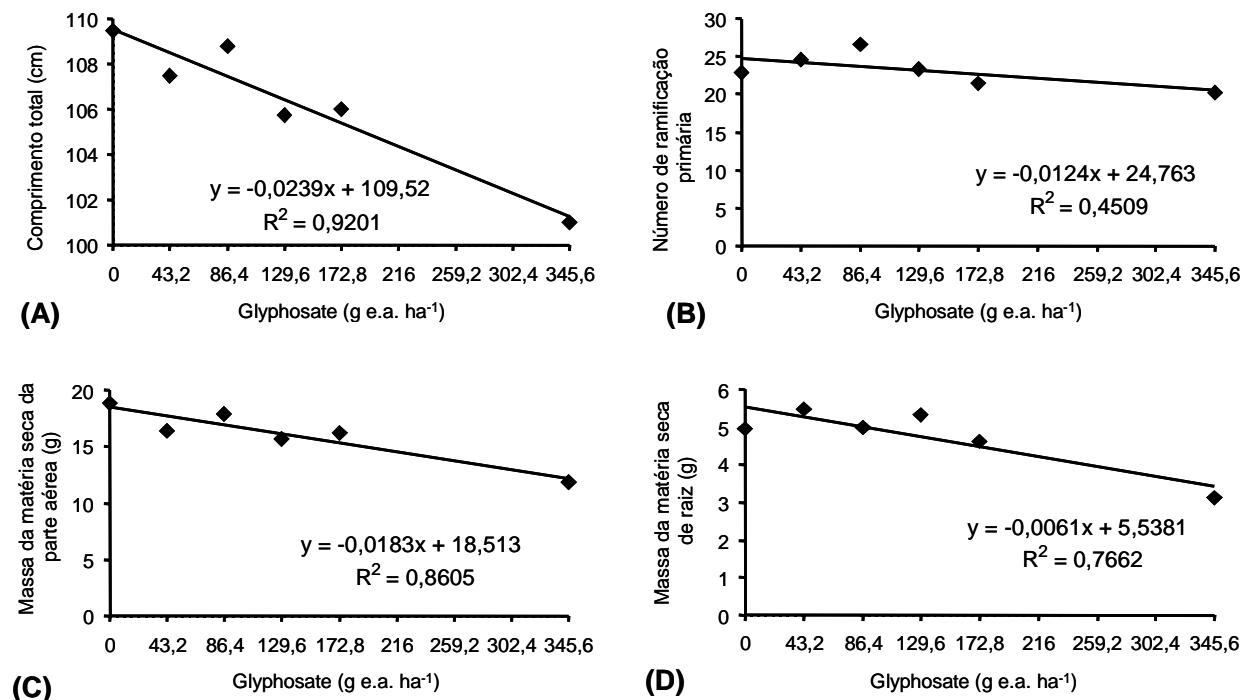 Comprimento total (cm)
110
108
106
104
102
100
y = -0,0239x + 109,52
R² = 0,9201
0 43,2 86,4 129,6 172,8 216 259,2 302,4 345,6
Glyphosate (g e.a. ha⁻¹)
(A)
Número de ramificação
primária
30
25
20
15
10
5
0
y = -0,0124x + 24,763
R² = 0,4509
0 43,2 86,4 129,6 172,8 216 259,2 302,4 345,6
Glyphosate (g e.a. ha⁻¹)
(B)
Massa da matéria seca da
parte aérea (g)
20
15
10
5
0
y = -0,0183x + 18,513
R² = 0,8605
0 43,2 86,4 129,6 172,8 216 259,2 302,4 345,6
Glyphosate (g e.a. ha⁻¹)
(C)
Massa da matéria seca
de raiz (g)
6
5
4
3
2
1
0
y = -0,0061x + 5,5381
R² = 0,7662
0 43,2 86,4 129,6 172,8 216 259,2 302,4 345,6
Glyphosate (g e.a. ha⁻¹)
(D)